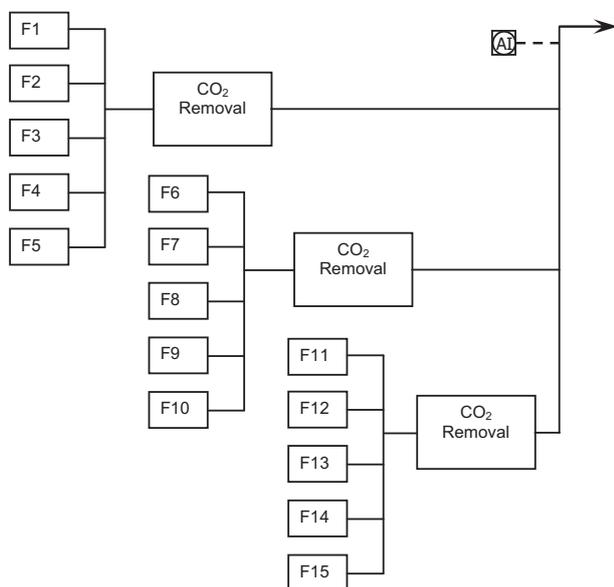 F1
F2
F3
F4
F5
CO₂
Removal
AI
F6
F7
F8
F9
F10
CO₂
Removal
F11
F12
F13
F14
F15
CO₂
Removal